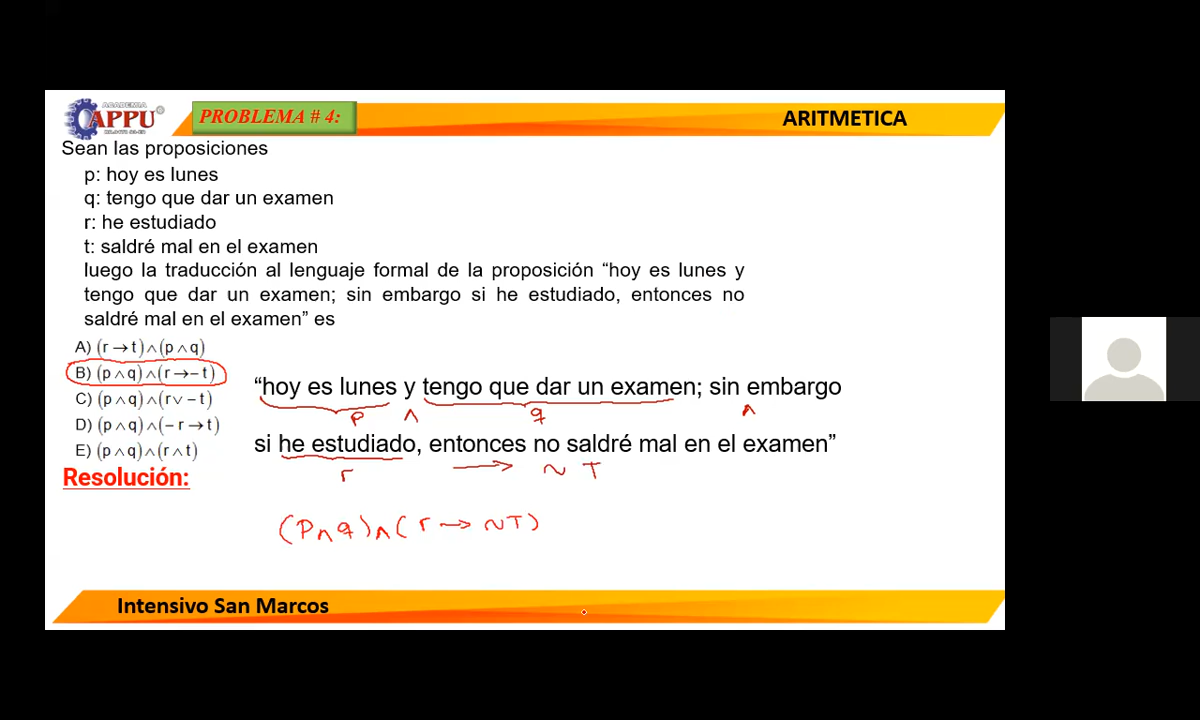 ACADEMIA
APPU
PROBLEMA # 4:
ARITMETICA
Sean las proposiciones
p: hoy es lunes
q: tengo que dar un examen
r: he estudiado
t: saldré mal en el examen
luego la traducción al lenguaje formal de la proposición “hoy es lunes y
tengo que dar un examen; sin embargo si he estudiado, entonces no
saldré mal en el examen” es
A) (r → t) ∧ (p ∧ q)
B) (p ∧ q) ∧ (r → − t)
C) (p ∧ q) ∧ (r ∨ − t)
D) (p ∧ q) ∧ (− r → t)
E) (p ∧ q) ∧ (r ∧ t)
Resolución:
“hoy es lunes y tengo que dar un examen; sin embargo
p ∧ q ∧
si he estudiado, entonces no saldré mal en el examen”
r → ~ T
(P ∧ q) ∧ ( r → ~T)
Intensivo San Marcos